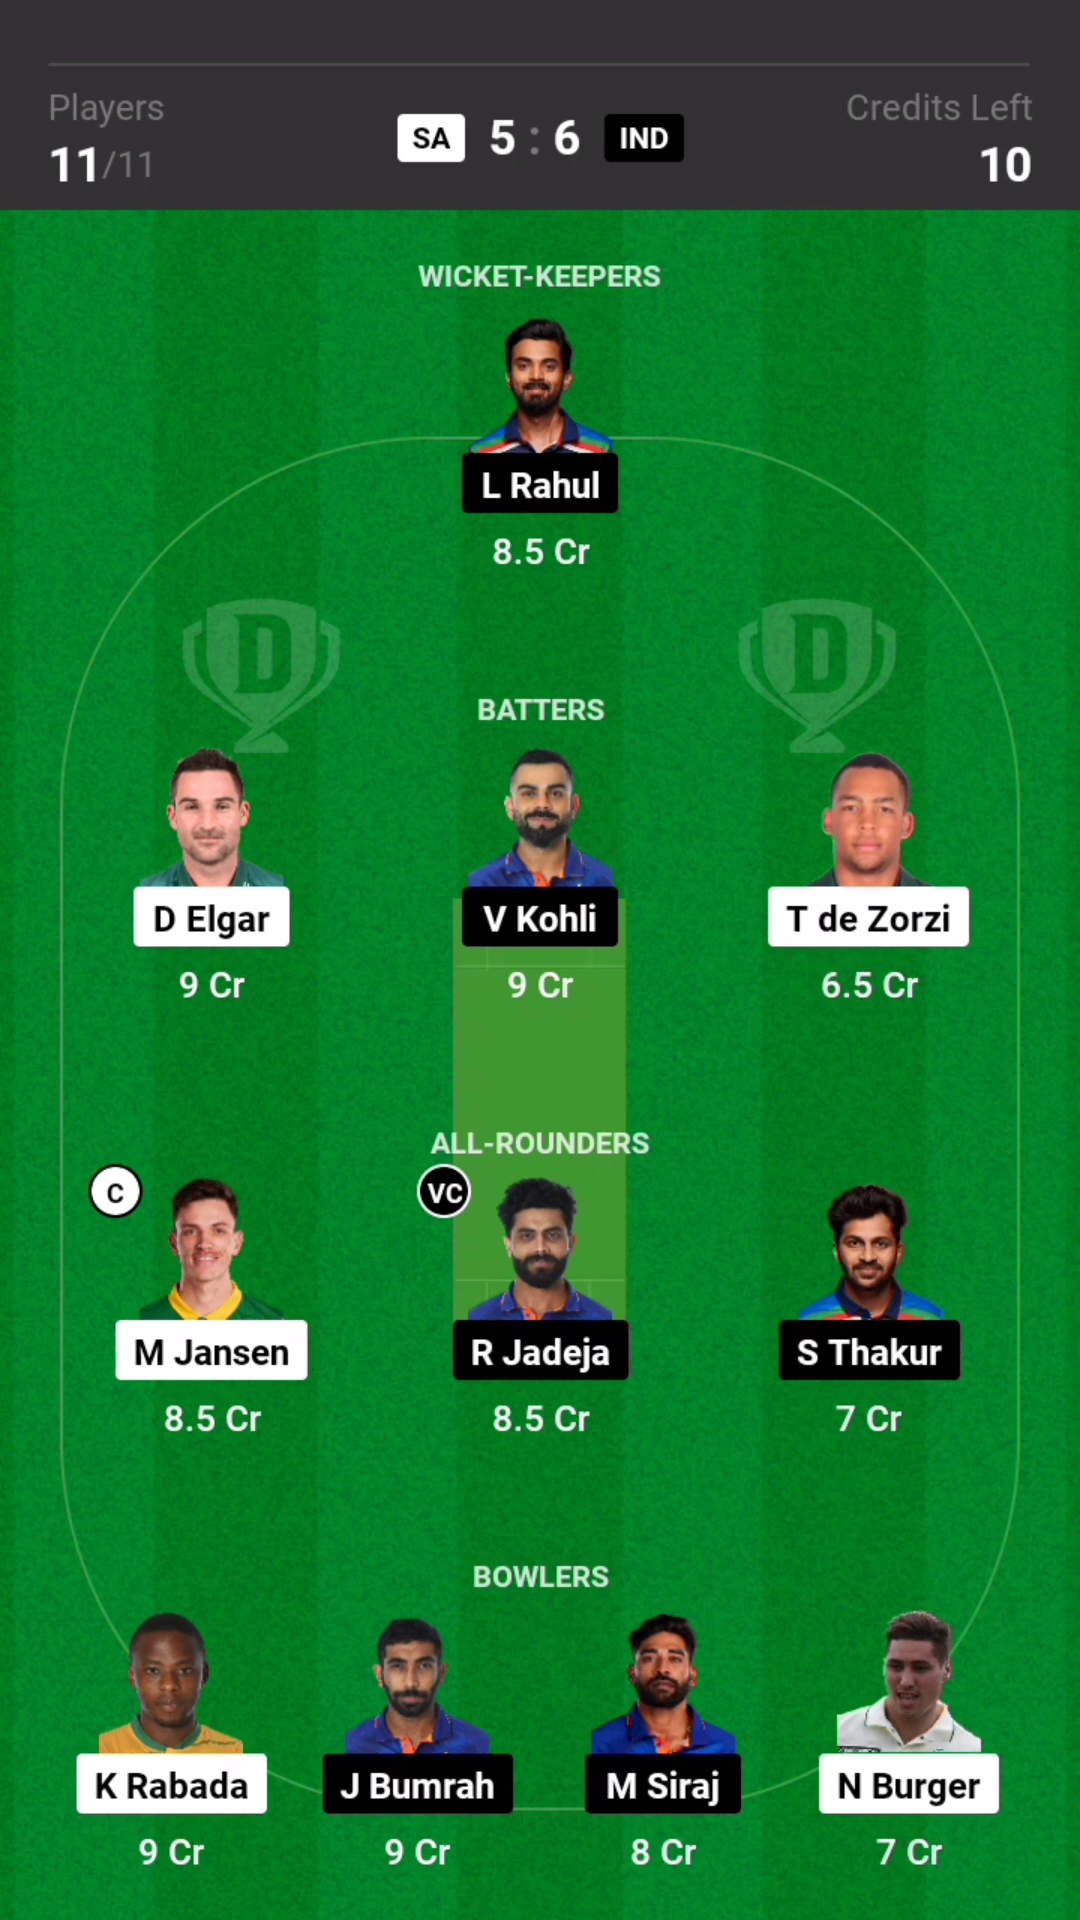 Players
Credits Left
11/11
SA 5 : 6 IND
10
WICKET-KEEPERS
L Rahul
8.5 Cr
D D
BATTERS
D Elgar V Kohli T de Zorzi
9 Cr 9 Cr 6.5 Cr
ALL-ROUNDERS
C VC
M Jansen R Jadeja S Thakur
8.5 Cr 8.5 Cr 7 Cr
BOWLERS
K Rabada J Bumrah M Siraj N Burger
9 Cr 9 Cr 8 Cr 7 Cr